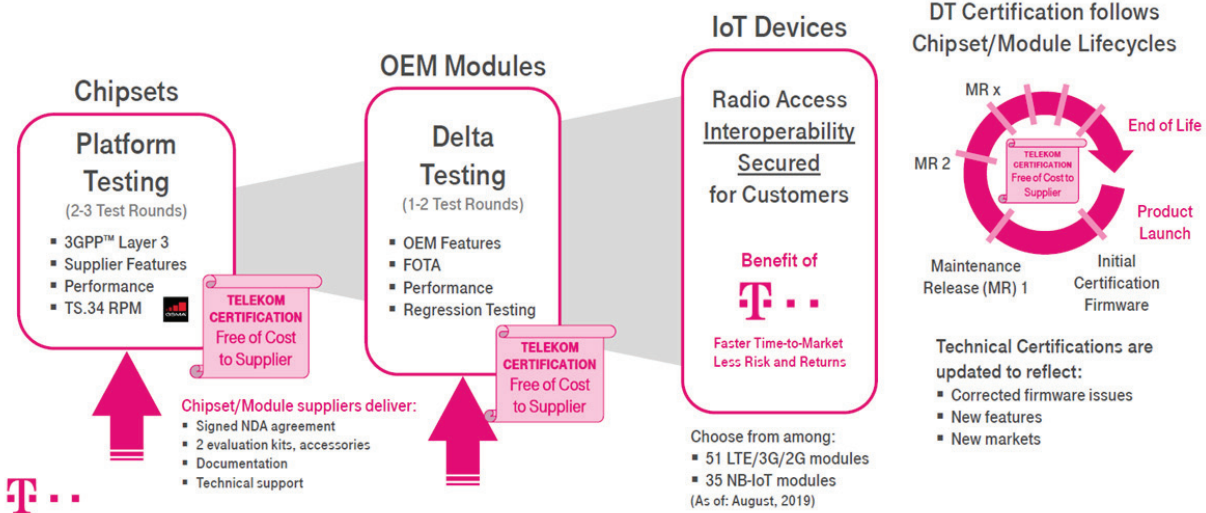 Chipsets
Platform
Testing
(2-3 Test Rounds)
▪ 3GPP™ Layer 3
▪ Supplier Features
▪ Performance
▪ TS.34 RPM
GSMA
TELEKOM
CERTIFICATION
Free of Cost
to Supplier
Chipset/Module suppliers deliver:
▪ Signed NDA agreement
▪ 2 evaluation kits, accessories
▪ Documentation
▪ Technical support
OEM Modules
Delta
Testing
(1-2 Test Rounds)
▪ OEM Features
▪ FOTA
▪ Performance
▪ Regression Testing
TELEKOM
CERTIFICATION
Free of Cost
to Supplier
IoT Devices
Radio Access
Interoperability
Secured
for Customers
Benefit of
T
Faster Time-to-Market
Less Risk and Returns
Choose from among:
▪ 51 LTE/3G/2G modules
▪ 35 NB-IoT modules
(As of: August, 2019)
DT Certification follows
Chipset/Module Lifecycles
MR x
End of Life
MR 2
TELEKOM
CERTIFICATION
Free of Cost to
Supplier
Product
Launch
Maintenance
Release (MR) 1
Initial
Certification
Firmware
Technical Certifications are
updated to reflect:
▪ Corrected firmware issues
▪ New features
▪ New markets
T